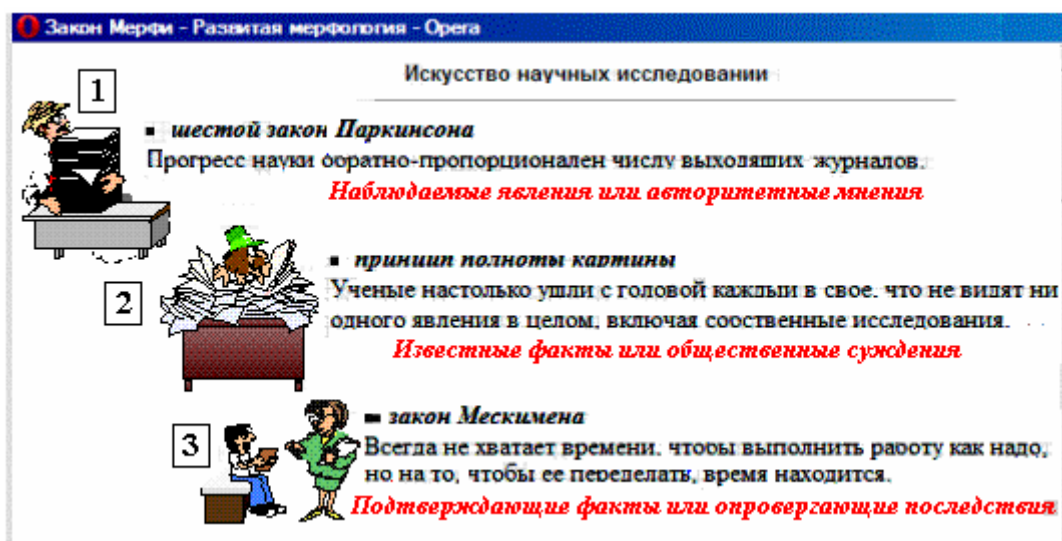 Закон Мерфи - Развитая мерфология - Opera
Искусство научных исследовании
1
шестой закон Паркинсона
Прогресс науки обратно-пропорционален числу выходящих журналов.
Наблюдаемые явления или авторитетные мнения
принцип полноты картины
2
Ученые настолько ушли с головой каждый в свое, что не видят ни
одного явления в целом, включая собственные исследования.
Известные факты или общественные суждения
закон Мескимена
3
Всегда не хватает времени, чтобы выполнить работу как надо,
но на то, чтобы ее переделать, время находится.
Подтверждающие факты или опровергающие последствия